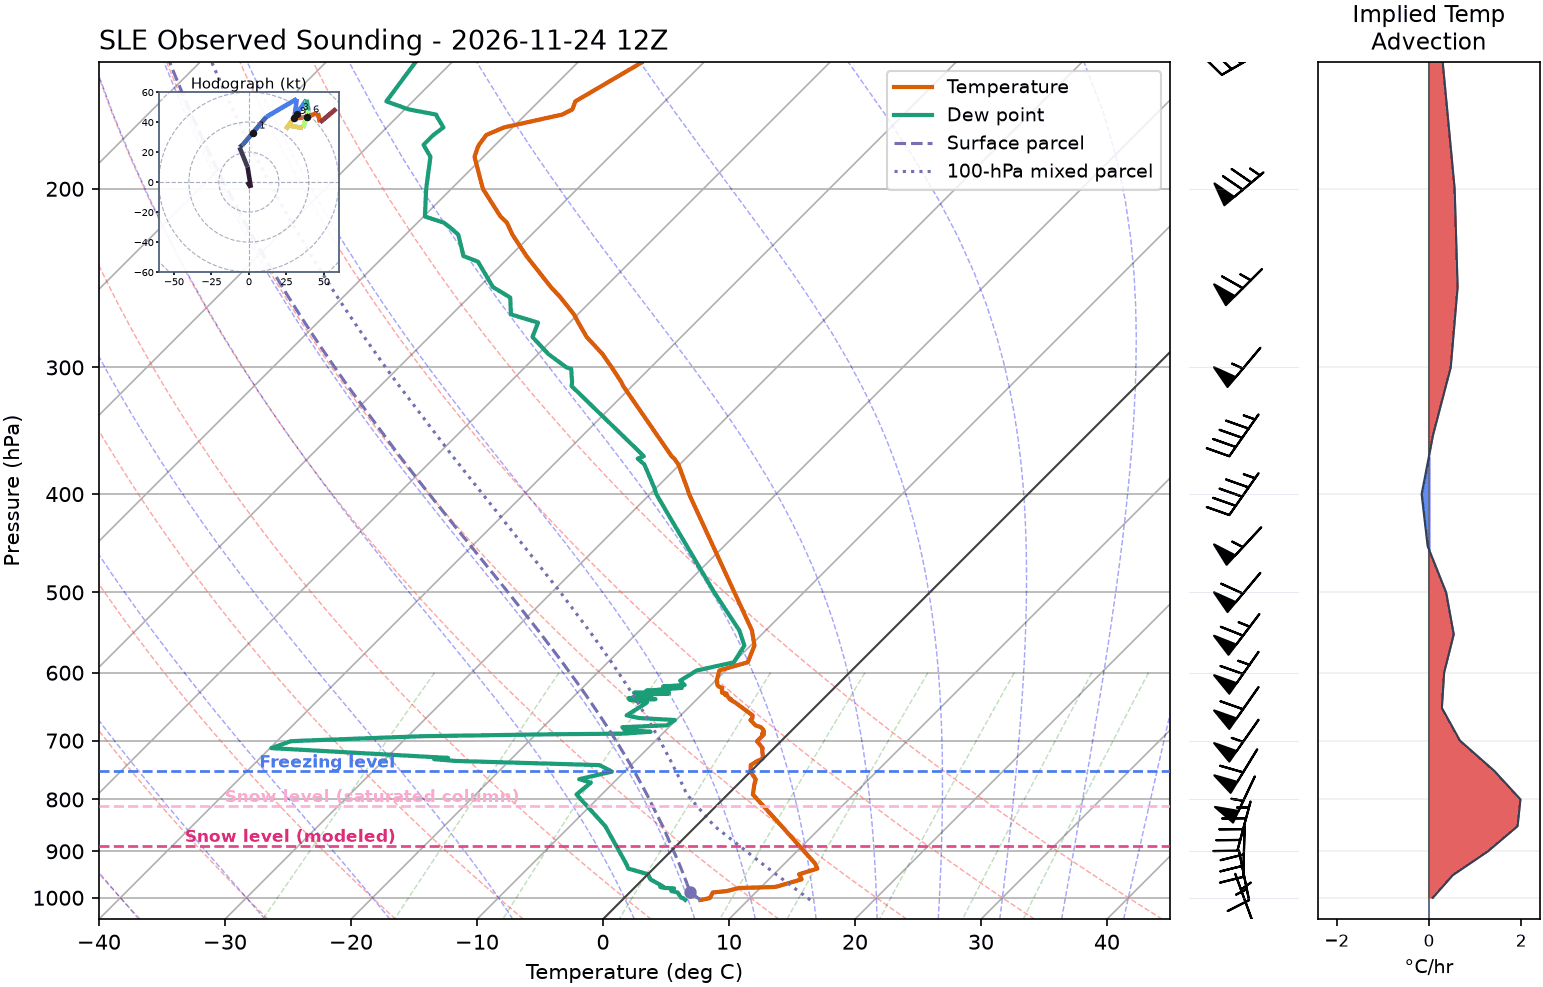 SLE Observed Sounding - 2026-11-24 12Z
Implied Temp
Advection
Hodograph (kt)
60
40
20
0
−20
−40
−60
−50
−25
0
25
50
1
3
6
Temperature
Dew point
Surface parcel
100-hPa mixed parcel
200
300
400
500
600
700
800
900
1000
Pressure (hPa)
Freezing level
Snow level (saturated column)
Snow level (modeled)
−40
−30
−20
−10
0
10
20
30
40
Temperature (deg C)
−2
0
2
°C/hr